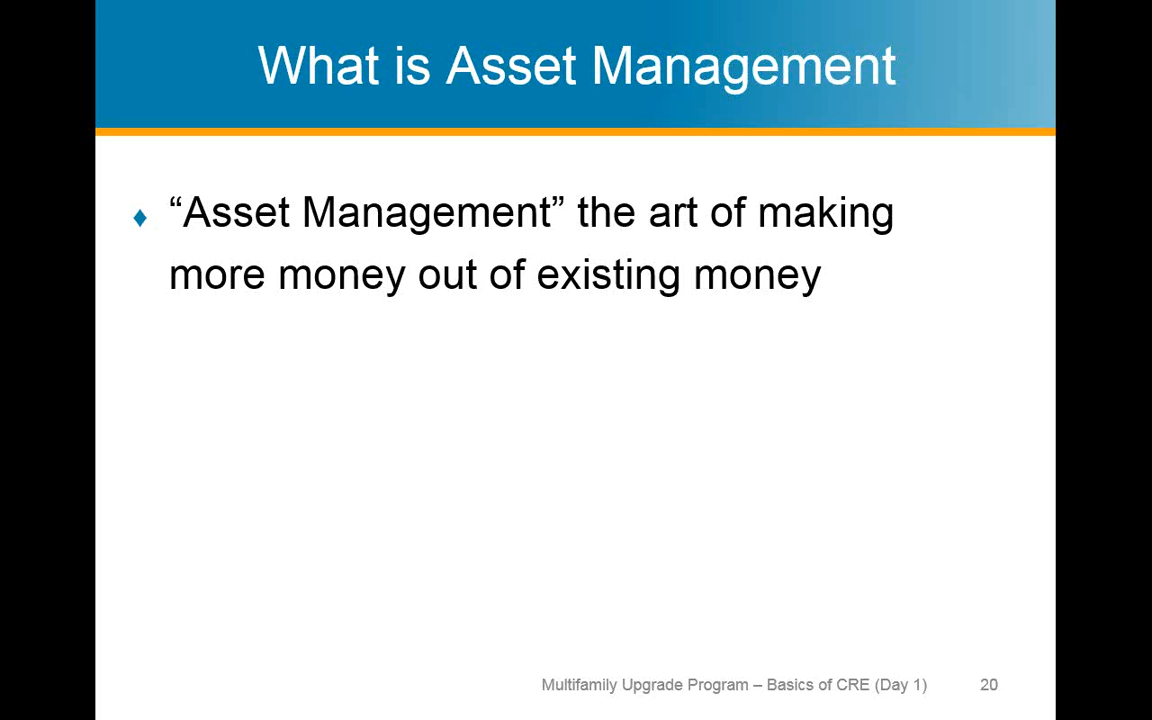 What is Asset Management
“Asset Management” the art of making
more money out of existing money
Multifamily Upgrade Program – Basics of CRE (Day 1) 20